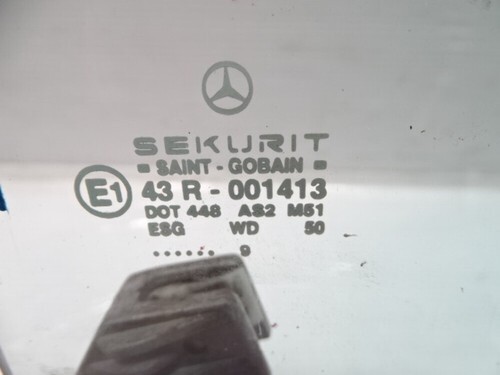 SEKURIT
= SAINT - GOBAIN =
E1 43 R - 001413
DOT 448 AS2 M51
ESG WD 50
...... 9